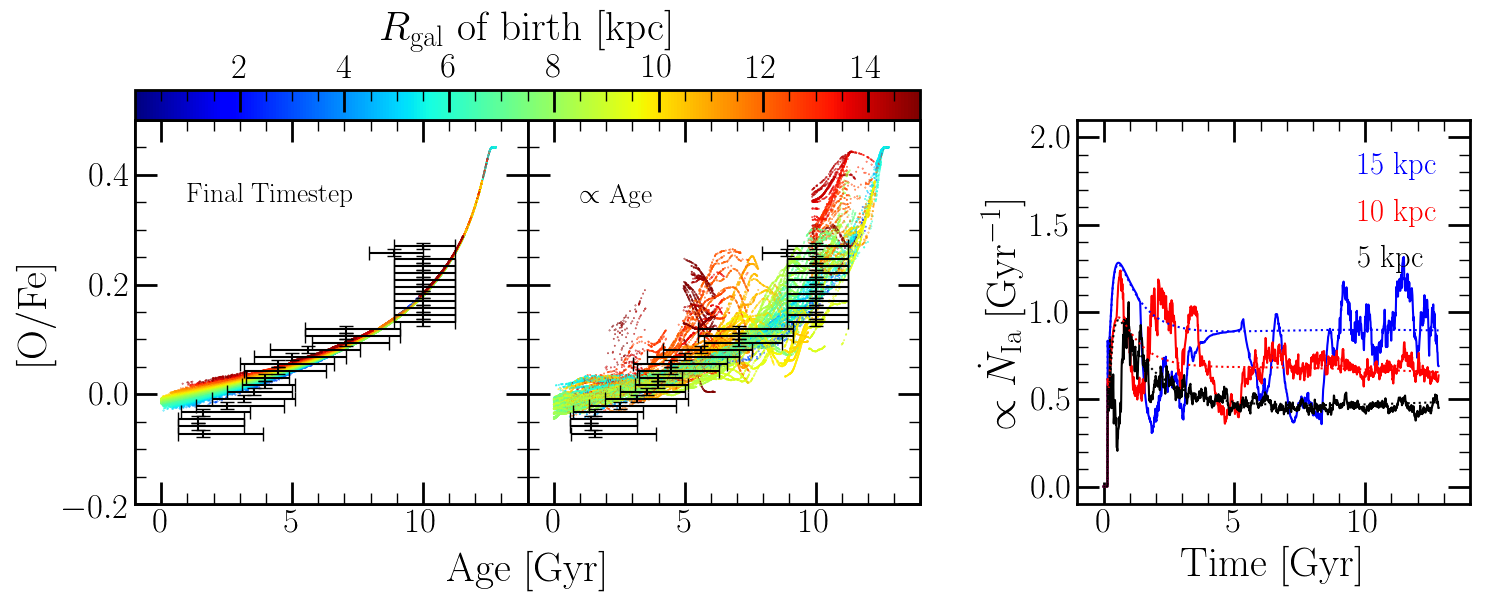 R_gal of birth [kpc]
2 4 6 8 10 12 14
[O/Fe]
0.4
0.2
0.0
−0.2
Final Timestep
∝ Age
0 5 10
0 5 10
Age [Gyr]
∝ Ṅ_Ia [Gyr⁻¹]
2.0
1.5
1.0
0.5
0.0
15 kpc
10 kpc
5 kpc
0 5 10
Time [Gyr]